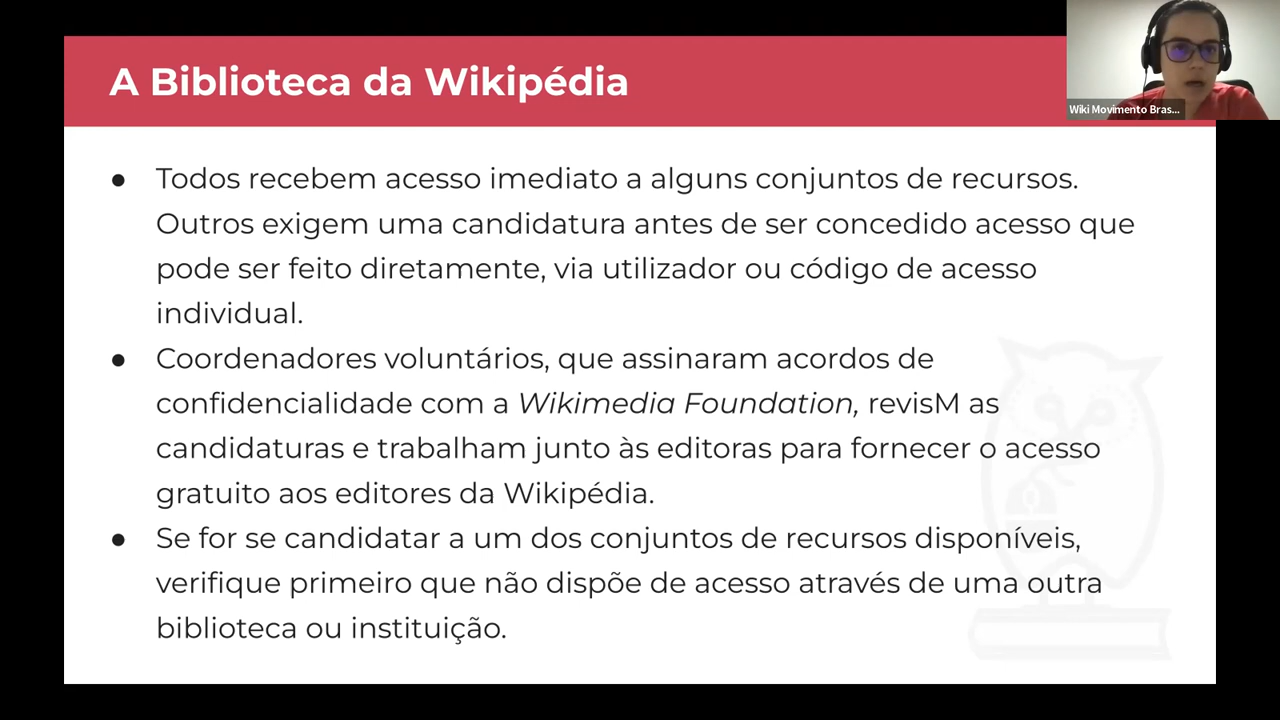 A Biblioteca da Wikipédia
Wiki Movimento Bras...
● Todos recebem acesso imediato a alguns conjuntos de recursos.
Outros exigem uma candidatura antes de ser concedido acesso que
pode ser feito diretamente, via utilizador ou código de acesso
individual.
● Coordenadores voluntários, que assinaram acordos de
confidencialidade com a Wikimedia Foundation, revisM as
candidaturas e trabalham junto às editoras para fornecer o acesso
gratuito aos editores da Wikipédia.
● Se for se candidatar a um dos conjuntos de recursos disponíveis,
verifique primeiro que não dispõe de acesso através de uma outra
biblioteca ou instituição.